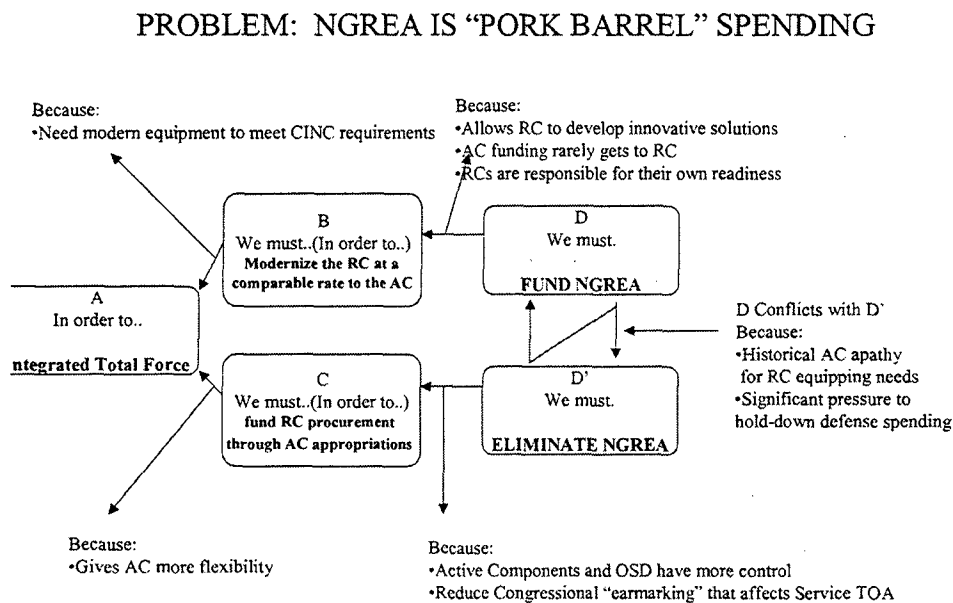 PROBLEM: NGREA IS “PORK BARREL” SPENDING
Because:
•Need modern equipment to meet CINC requirements
Because:
•Allows RC to develop innovative solutions
•AC funding rarely gets to RC
•RCs are responsible for their own readiness
B
We must..(In order to..)
Modernize the RC at a
comparable rate to the AC
D
We must.
FUND NGREA
A
In order to..
ntegrated Total Force
D Conflicts with D`
Because:
•Historical AC apathy
for RC equipping needs
•Significant pressure to
hold-down defense spending
C
We must..(In order to..)
fund RC procurement
through AC appropriations
D’
We must.
ELIMINATE NGREA
Because:
•Gives AC more flexibility
Because:
•Active Components and OSD have more control
•Reduce Congressional “earmarking” that affects Service TOA